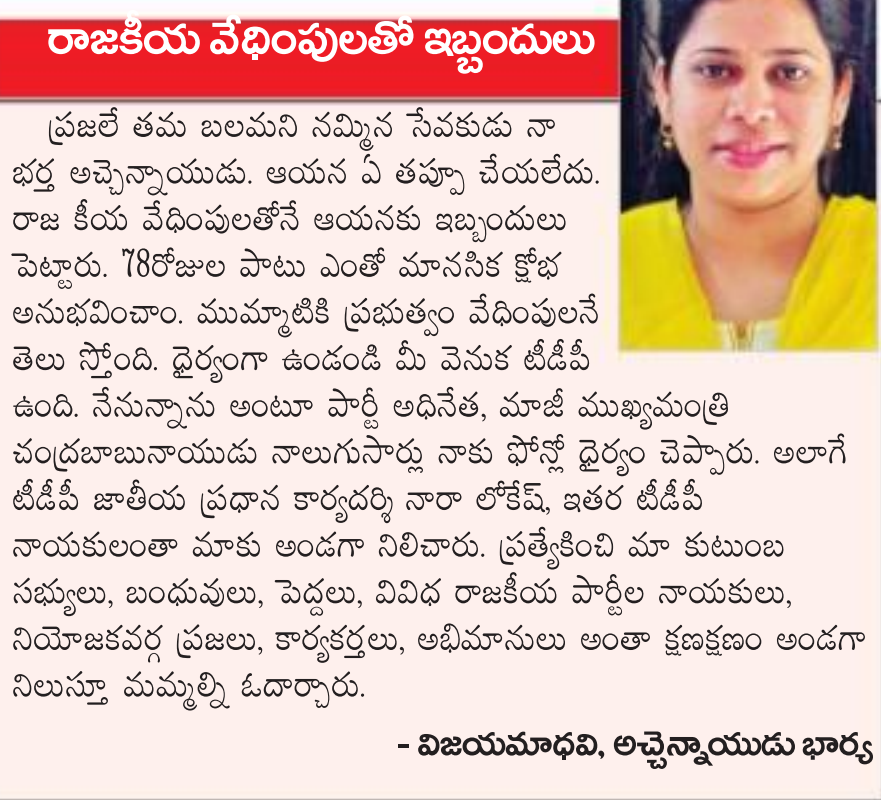 రాజకీయ వేధింపులతో ఇబ్బందులు
ప్రజలే తమ బలమని నమ్మిన సేవకుడు నా
భర్త అచ్చెన్నాయుడు. ఆయన ఏ తప్పూ చేయలేదు.
రాజ కీయ వేధింపులతోనే ఆయనకు ఇబ్బందులు
పెట్టారు. 78రోజుల పాటు ఎంతో మానసిక క్షోభ
అనుభవించాం. ముమ్మాటికి ప్రభుత్వం వేధింపులనే
తెలు స్తోంది. ధైర్యంగా ఉండండి మీ వెనుక టీడీపీ
ఉంది. నేనున్నాను అంటూ పార్టీ అధినేత, మాజీ ముఖ్యమంత్రి
చంద్రబాబునాయుడు నాలుగుసార్లు నాకు ఫోన్లో ధైర్యం చెప్పారు. అలాగే
టీడీపీ జాతీయ ప్రధాన కార్యదర్శి నారా లోకేష్, ఇతర టీడీపీ
నాయకులంతా మాకు అండగా నిలిచారు. ప్రత్యేకించి మా కుటుంబ
సభ్యులు, బంధువులు, పెద్దలు, వివిధ రాజకీయ పార్టీల నాయకులు,
నియోజకవర్గ ప్రజలు, కార్యకర్తలు, అభిమానులు అంతా క్షణక్షణం అండగా
నిలుస్తూ మమ్మల్ని ఓదార్చారు.
- విజయమాధవి, అచ్చెన్నాయుడు భార్య